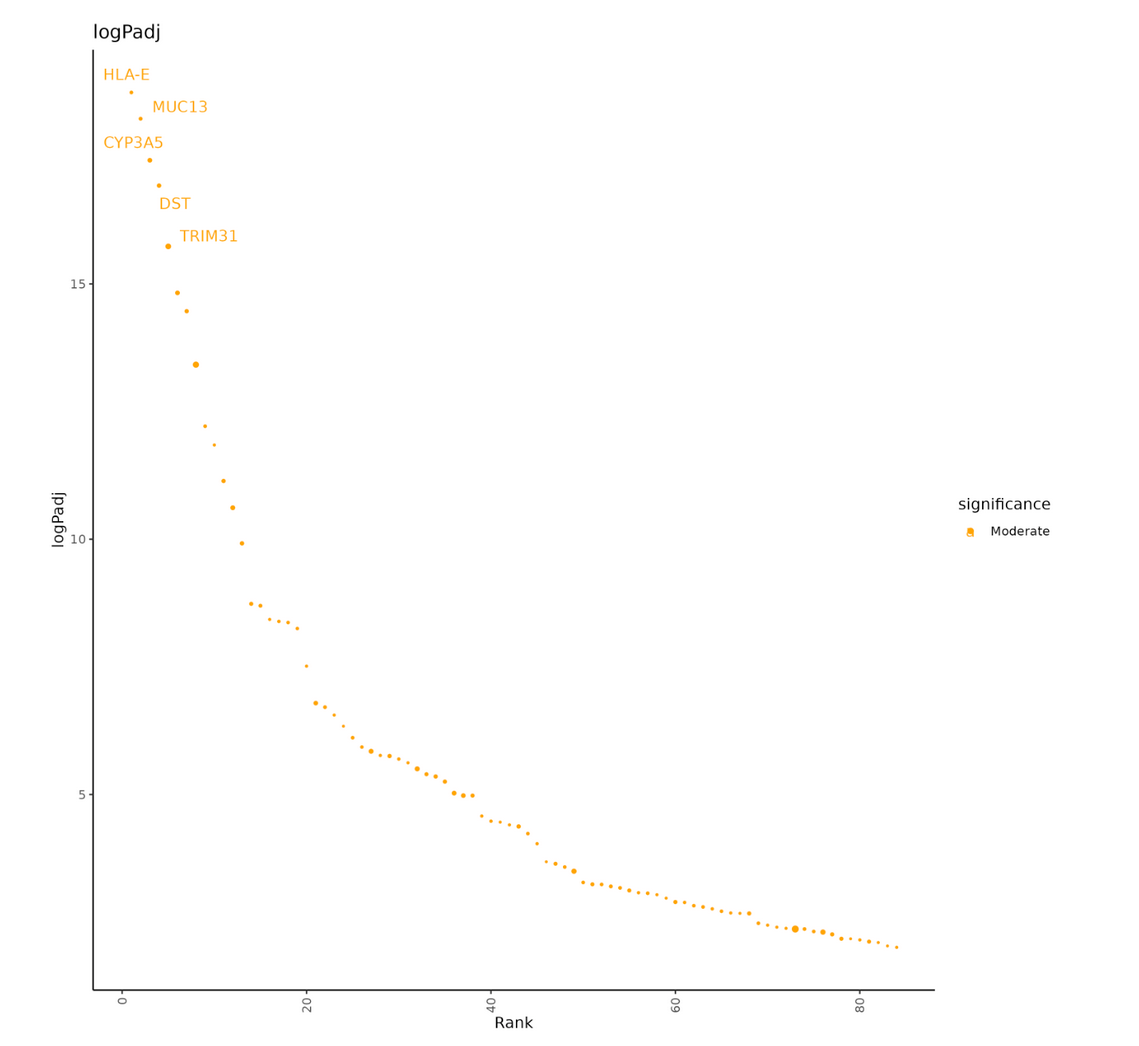 logPadj
HLA-E
MUC13
CYP3A5
DST
TRIM31
15
10
5
logPadj
significance
a Moderate
0
20
40
60
80
Rank